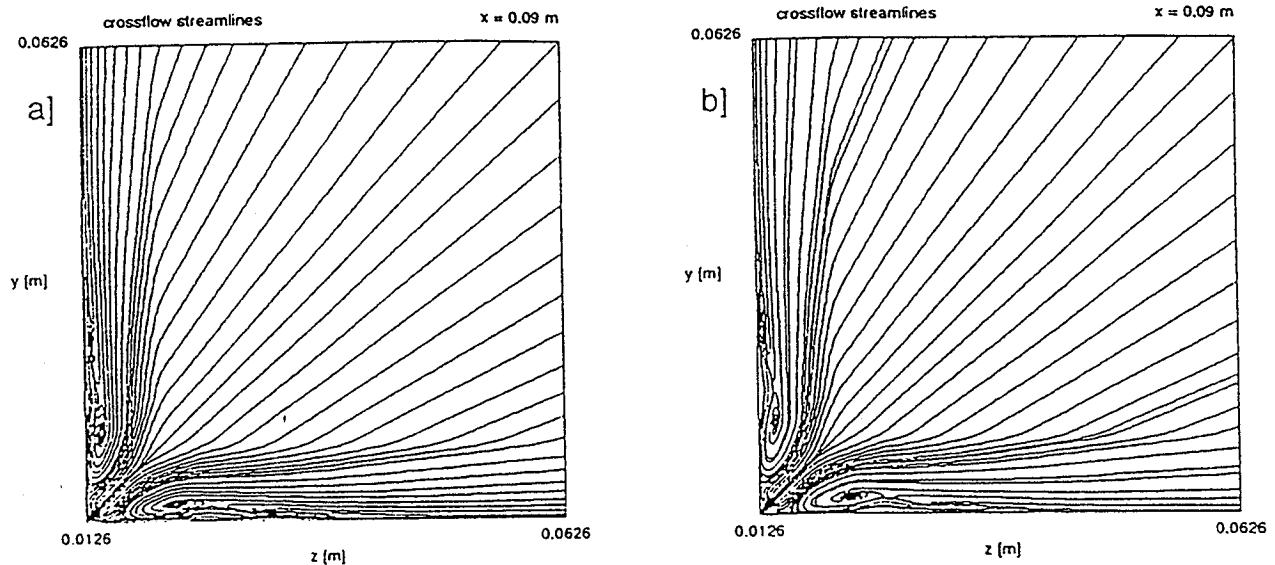 crossflow streamlines
x = 0.09 m
0.0626
a]
y [m]
0.0126
0.0626
z [m]
crossflow streamlines
x = 0.09 m
0.0626
b]
y [m]
0.0126
0.0626
z [m]